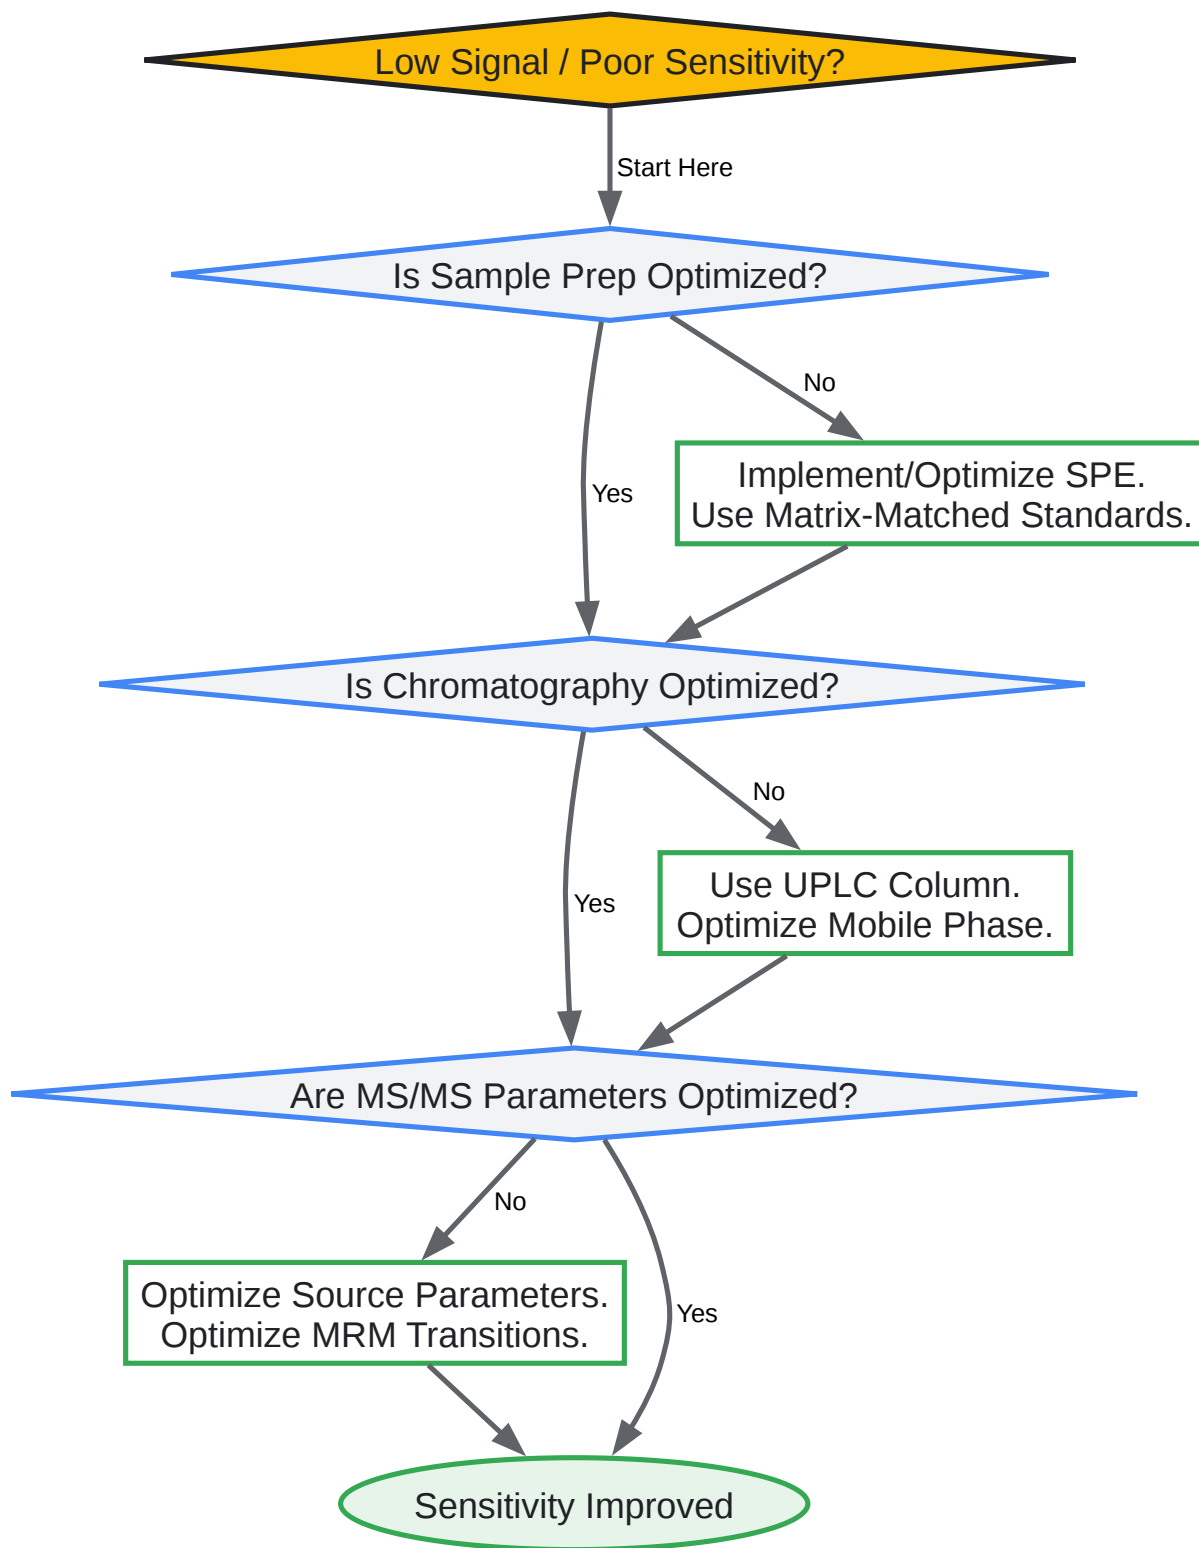 Low Signal / Poor Sensitivity?
Start Here
Is Sample Prep Optimized?
No
Implement/Optimize SPE.
Use Matrix-Matched Standards.
Yes
Is Chromatography Optimized?
No
Use UPLC Column.
Optimize Mobile Phase.
Yes
Are MS/MS Parameters Optimized?
No
Optimize Source Parameters.
Optimize MRM Transitions.
Yes
Sensitivity Improved